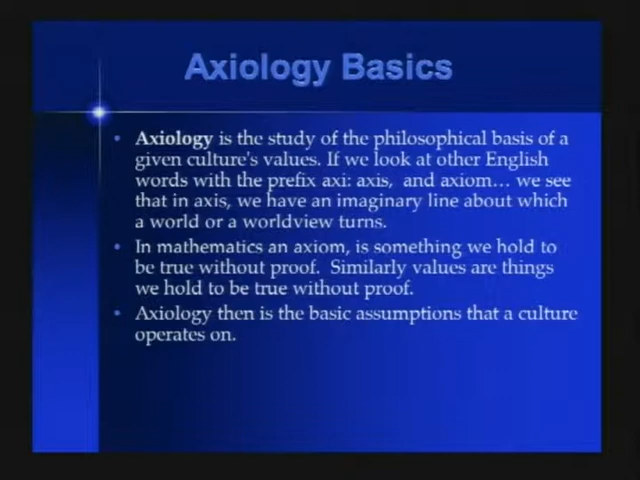 Axiology Basics
• Axiology is the study of the philosophical basis of a
given culture's values. If we look at other English
words with the prefix axi: axis, and axiom... we see
that in axis, we have an imaginary line about which
a world or a worldview turns.
• In mathematics an axiom, is something we hold to
be true without proof. Similarly values are things
we hold to be true without proof.
• Axiology then is the basic assumptions that a culture
operates on.